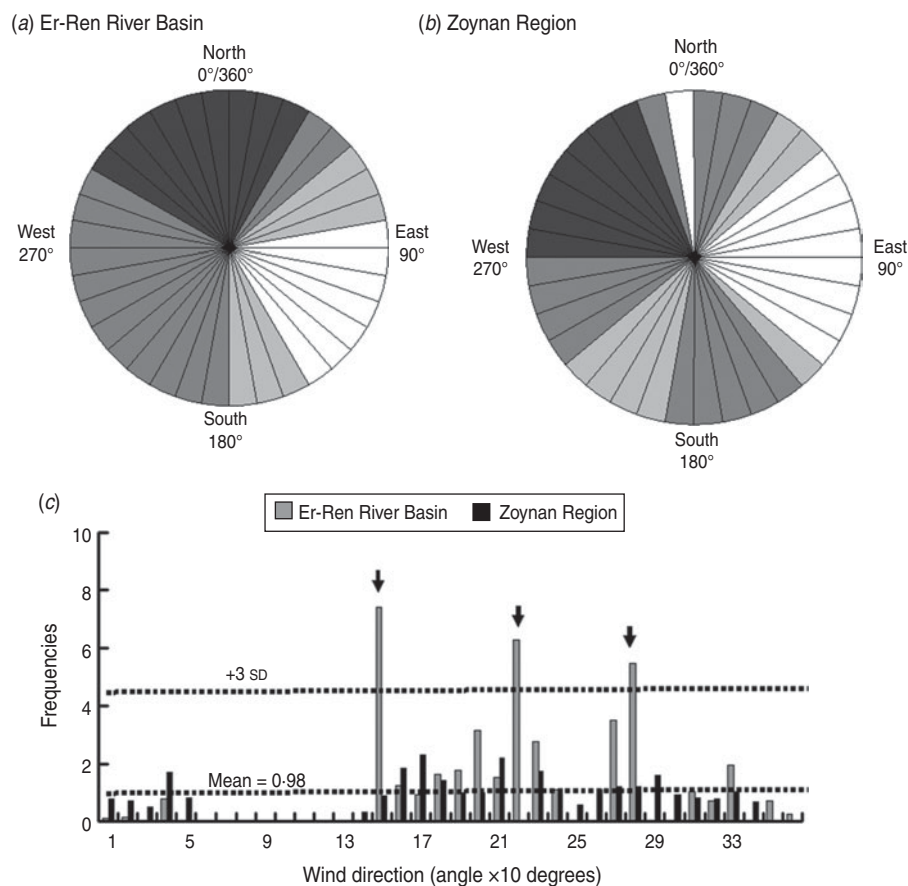 (a) Er-Ren River Basin
North
0°/360°
West
270°
East
90°
South
180°
(b) Zoynan Region
North
0°/360°
West
270°
East
90°
South
180°
(c)
Er-Ren River Basin Zoynan Region
Frequencies
10
8
6
4
2
0
+3 SD
Mean = 0·98
1 5 9 13 17 21 25 29 33
Wind direction (angle ×10 degrees)